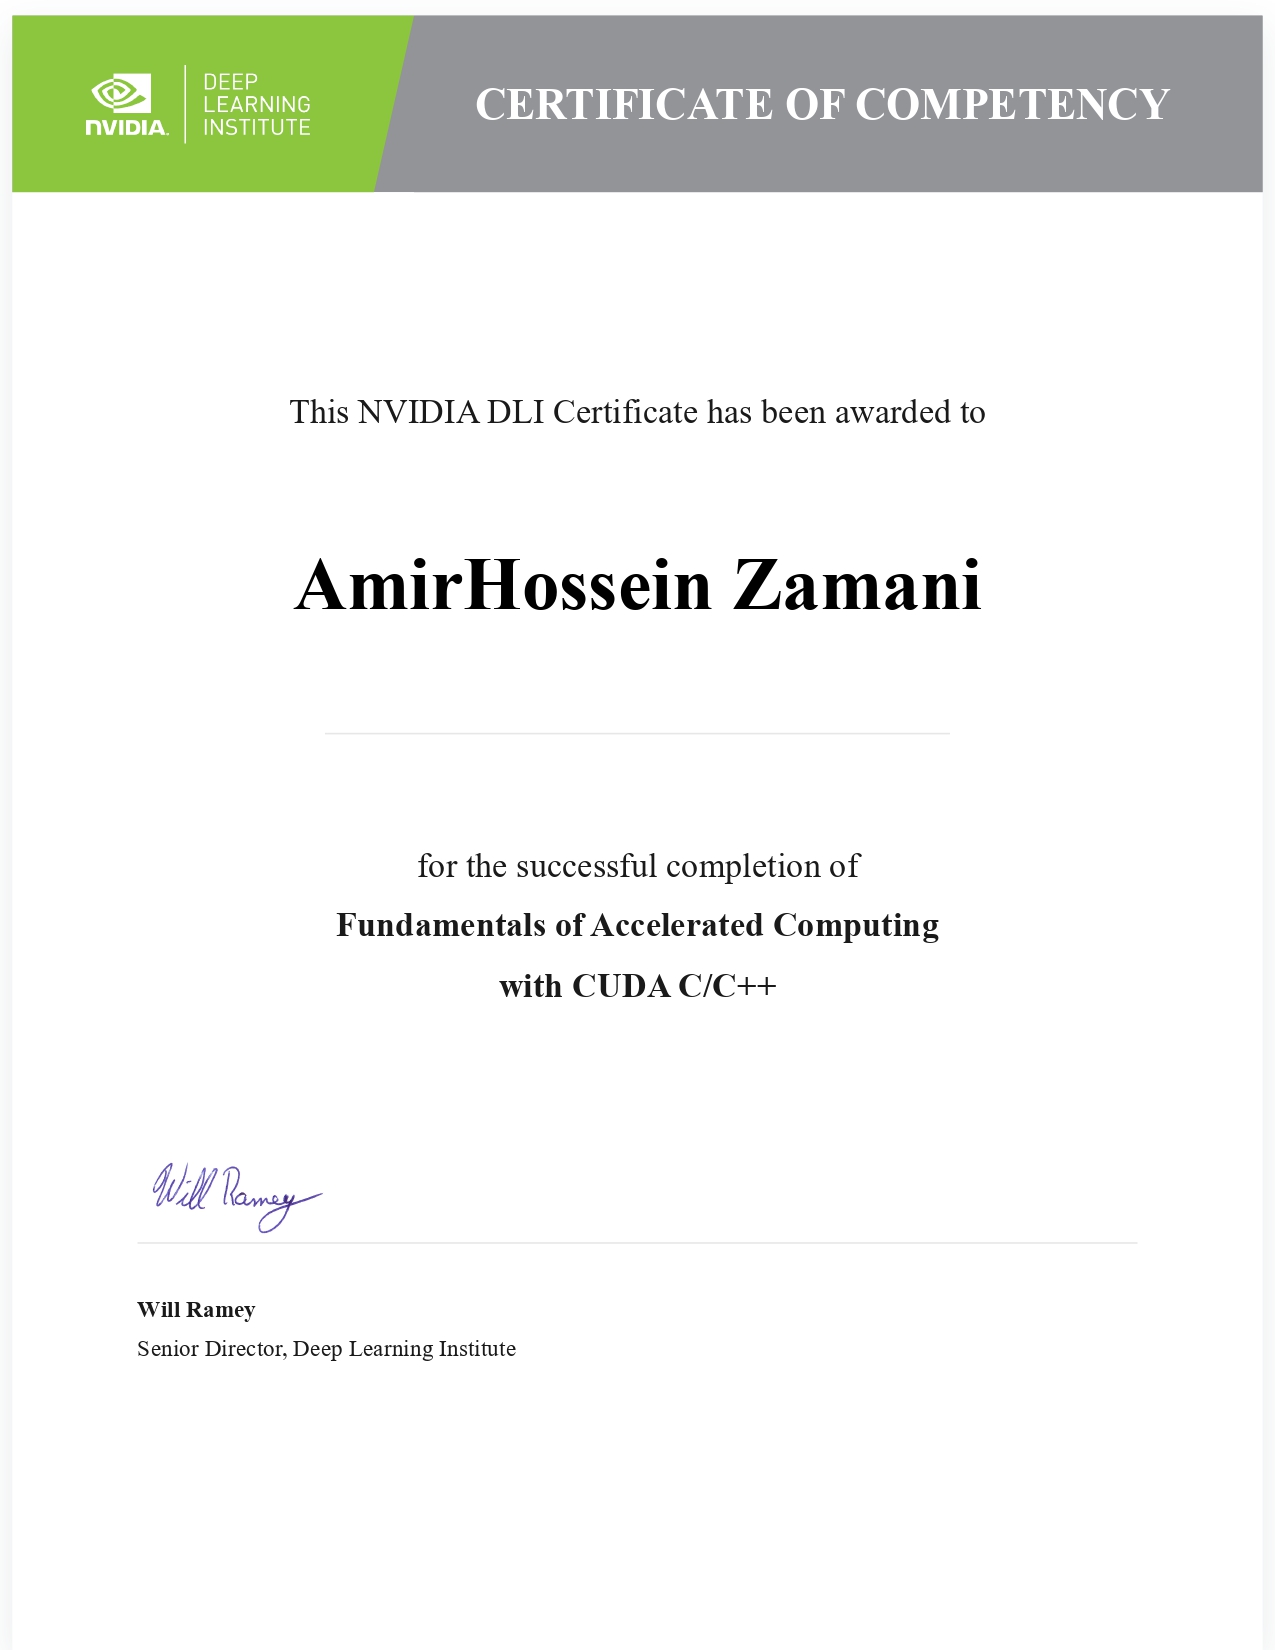 NVIDIA.
DEEP
LEARNING
INSTITUTE
CERTIFICATE OF COMPETENCY
This NVIDIA DLI Certificate has been awarded to
AmirHossein Zamani
for the successful completion of
Fundamentals of Accelerated Computing
with CUDA C/C++
Will Ramey
Will Ramey
Senior Director, Deep Learning Institute